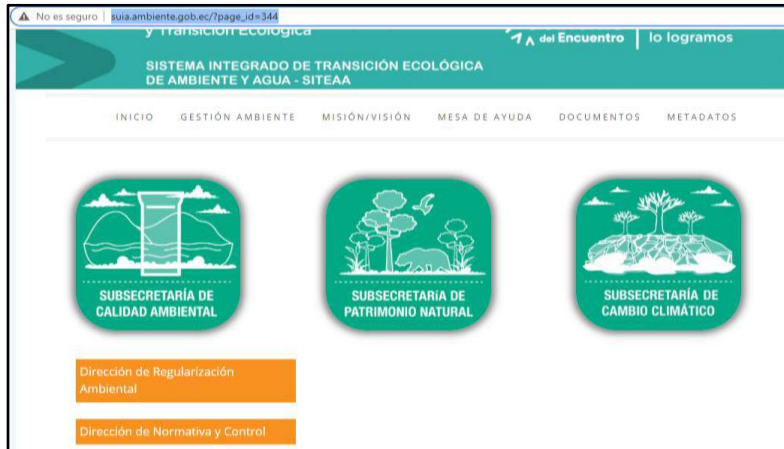 No es seguro | suia.ambiente.gob.ec/?page_id=344
y Transición Ecológica
del Encuentro | lo logramos
SISTEMA INTEGRADO DE TRANSICIÓN ECOLÓGICA
DE AMBIENTE Y AGUA - SITEAA
INICIO GESTIÓN AMBIENTE MISIÓN/VISIÓN MESA DE AYUDA DOCUMENTOS METADATOS
SUBSECRETARÍA DE
CALIDAD AMBIENTAL
SUBSECRETARÍA DE
PATRIMONIO NATURAL
SUBSECRETARÍA DE
CAMBIO CLIMÁTICO
Dirección de Regularización
Ambiental
Dirección de Normativa y Control